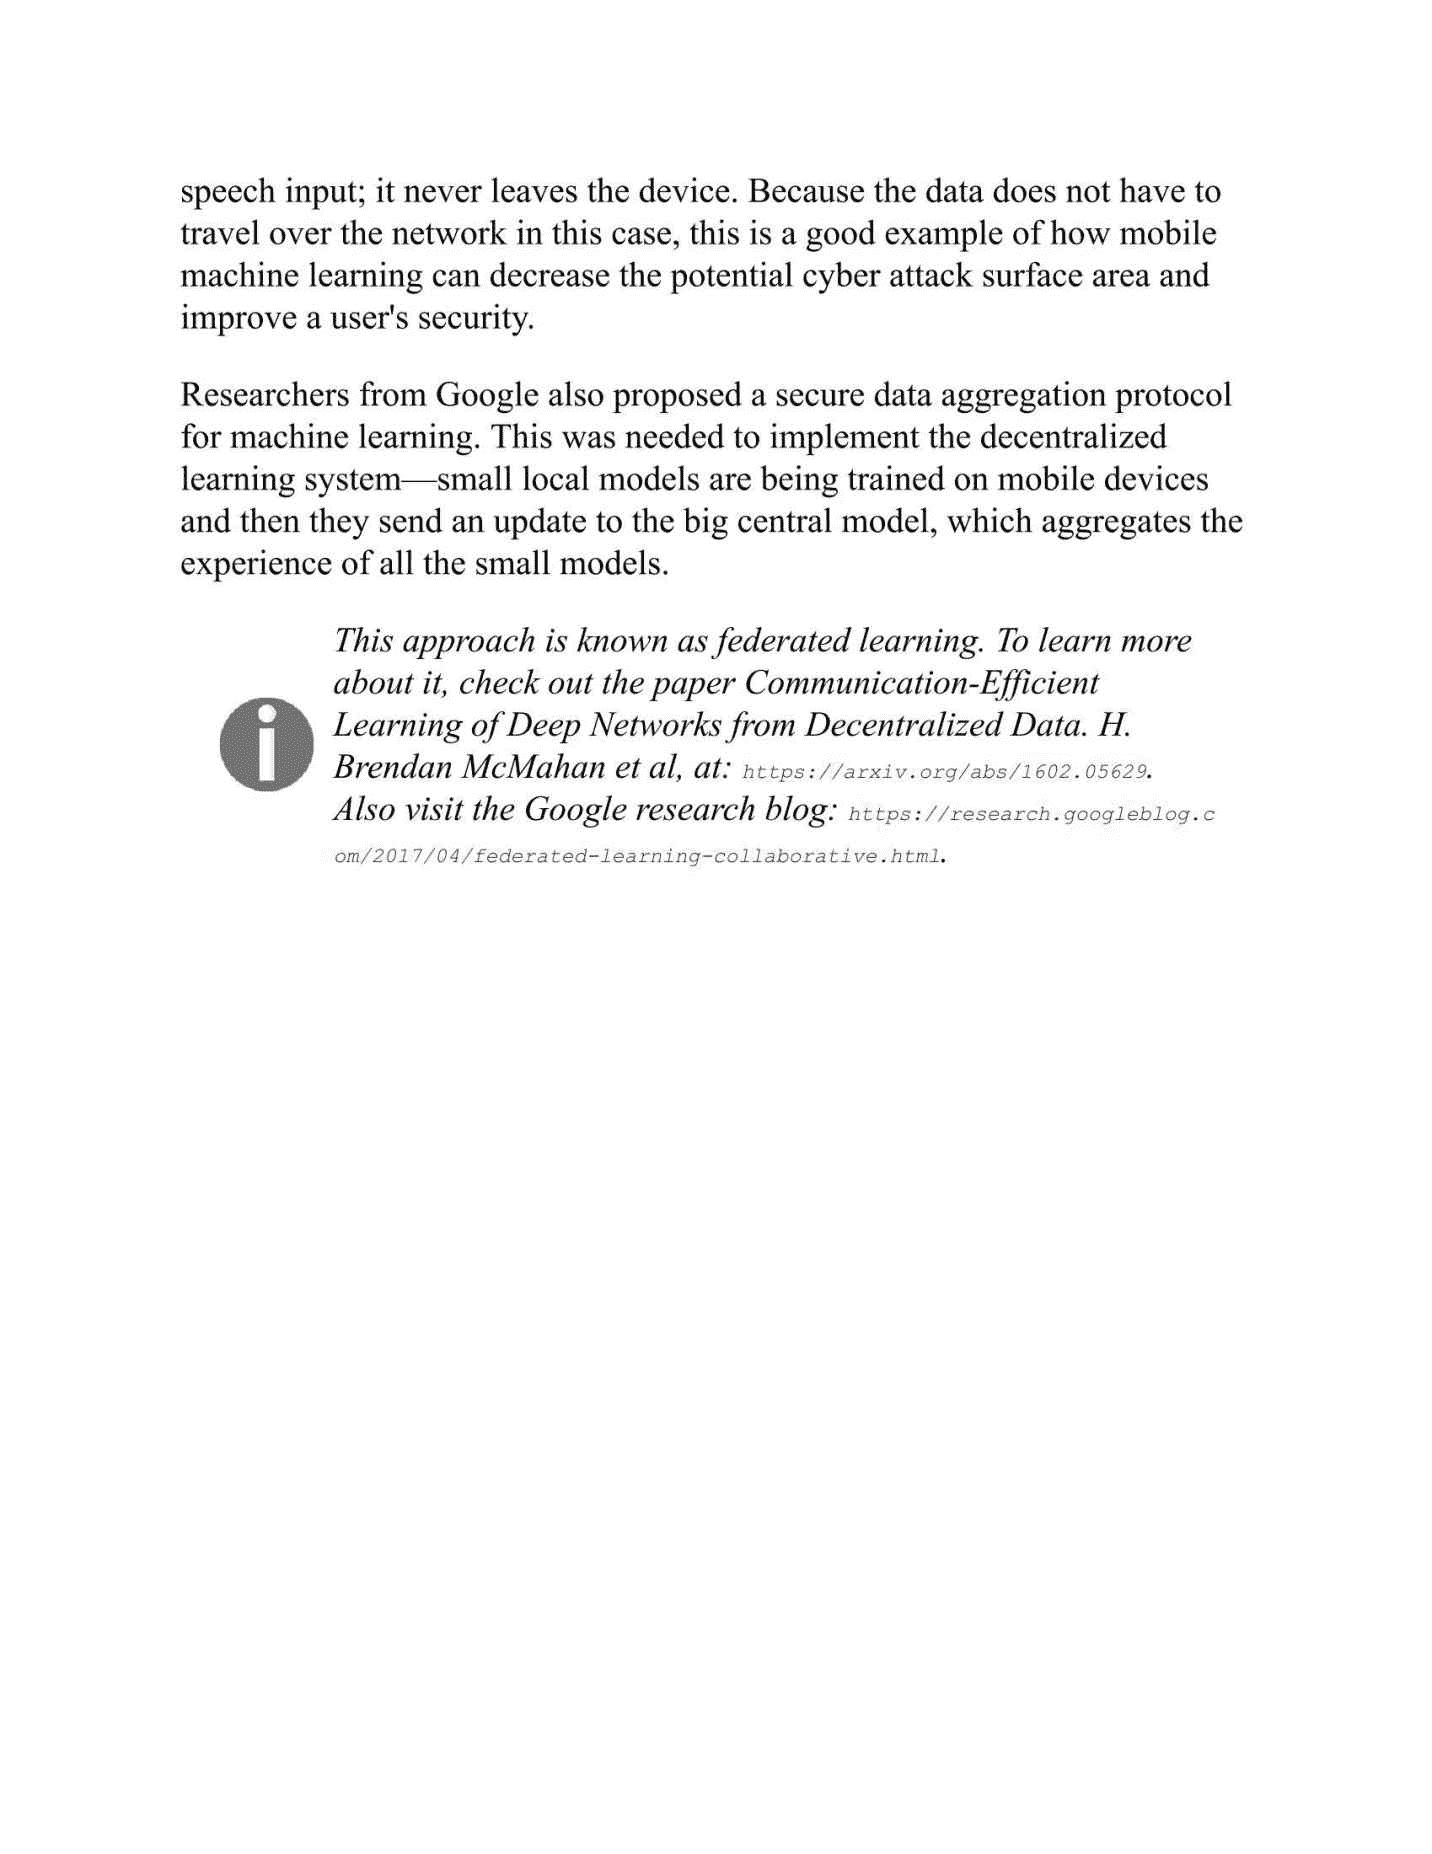 speech input; it never leaves the device. Because the data does not have to
travel over the network in this case, this is a good example of how mobile
machine learning can decrease the potential cyber attack surface area and
improve a user's security.
Researchers from Google also proposed a secure data aggregation protocol
for machine learning. This was needed to implement the decentralized
learning system—small local models are being trained on mobile devices
and then they send an update to the big central model, which aggregates the
experience of all the small models.
This approach is known as federated learning. To learn more
about it, check out the paper Communication-Efficient
Learning of Deep Networks from Decentralized Data. H.
Brendan McMahan et al, at: https://arxiv.org/abs/1602.05629.
Also visit the Google research blog: https://research.googleblog.c
om/2017/04/federated-learning-collaborative.html.